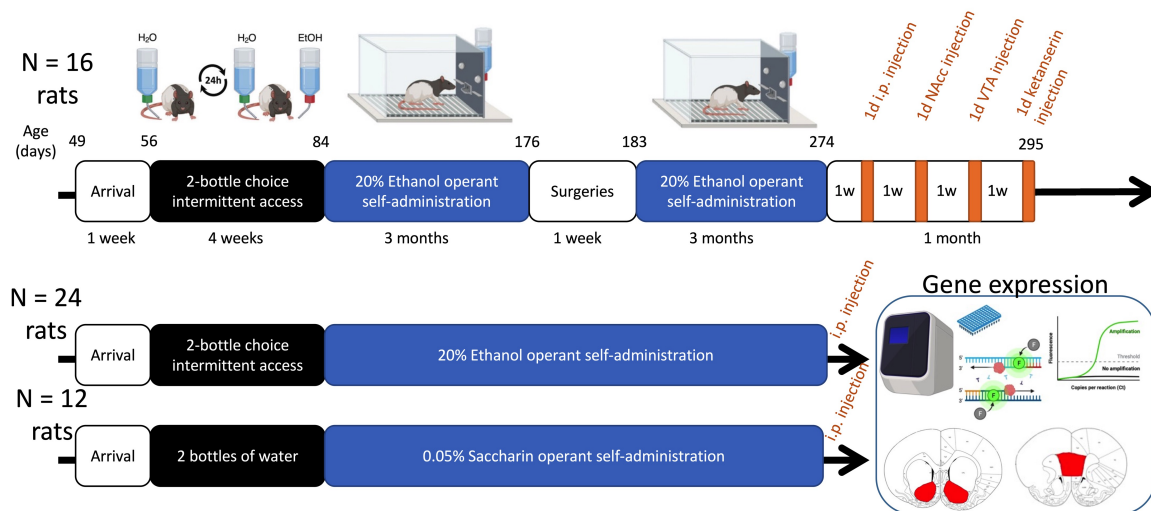 H₂O
H₂O
EtOH
24h
N = 16
rats
1d i.p. injection
1d NAcc injection
1d VTA injection
1d ketanserin
injection
Age
(days)
49
56
84
176
183
274
295
Arrival
2-bottle choice
intermittent access
20% Ethanol operant
self-administration
Surgeries
20% Ethanol operant
self-administration
1w
1w
1w
1w
1 week
4 weeks
3 months
1 week
3 months
1 month
N = 24
rats
Arrival
2-bottle choice
intermittent access
20% Ethanol operant self-administration
i.p. injection
N = 12
rats
Arrival
2 bottles of water
0.05% Saccharin operant self-administration
i.p. injection
Gene expression
Fluorescence
Amplification
Threshold
No amplification
Copies per reaction (Ct)
F
F
5'
3'
5'
3'
F
F